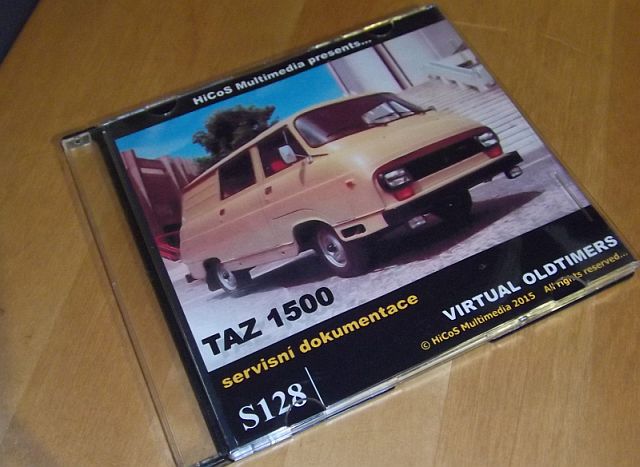 HiCoS Multimedia presents...
TAZ 1500
servisní dokumentace
VIRTUAL OLDTIMERS
© HiCoS Multimedia 2015 All rights reserved...
S128